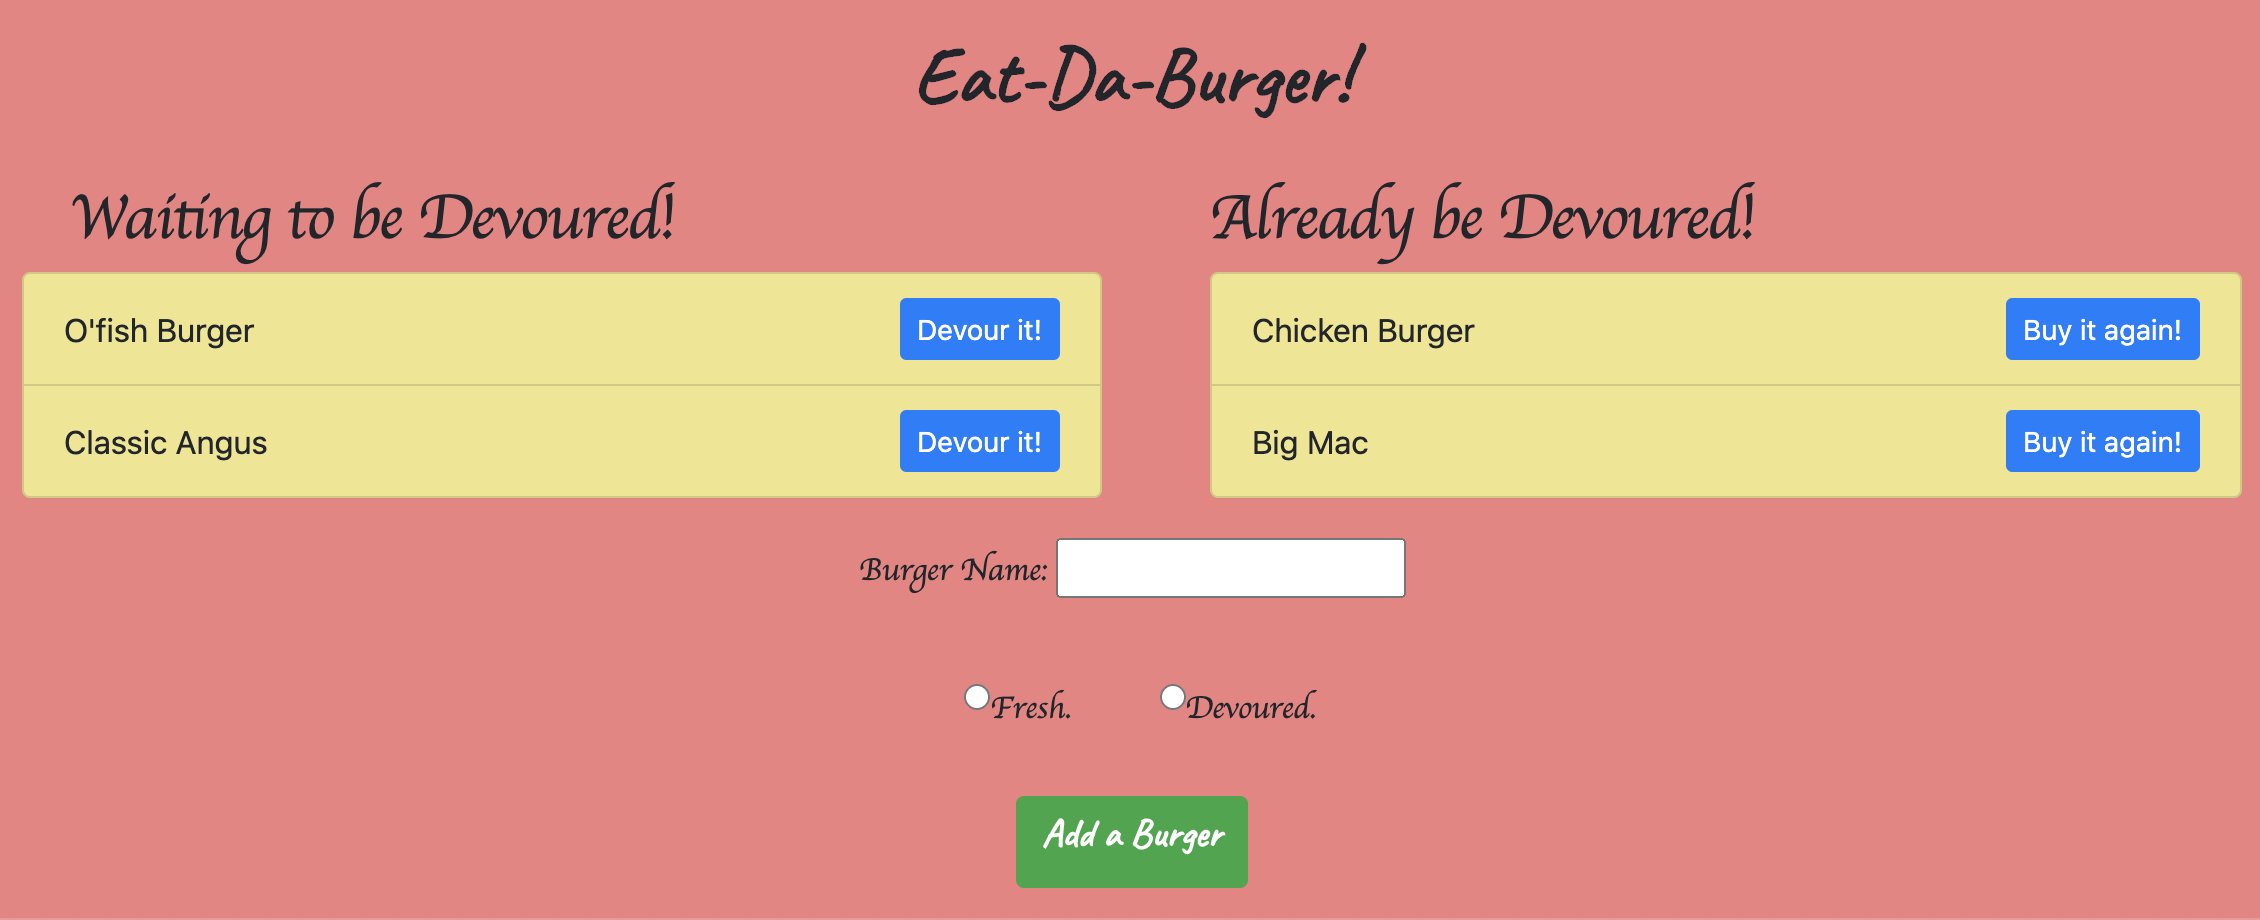 Eat-Da-Burger!
Waiting to be Devoured!
O'fish Burger Devour it!
Classic Angus Devour it!
Already be Devoured!
Chicken Burger Buy it again!
Big Mac Buy it again!
Burger Name:
Fresh. Devoured.
Add a Burger